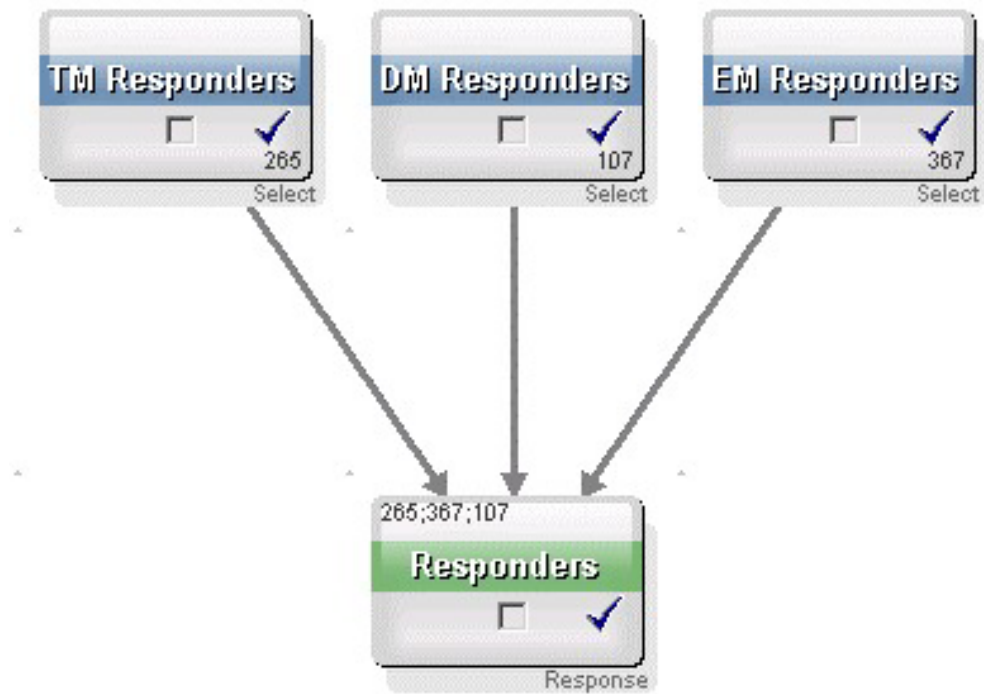 TM Responders
265
Select
DM Responders
107
Select
EM Responders
367
Select
265;367;107
Responders
Response